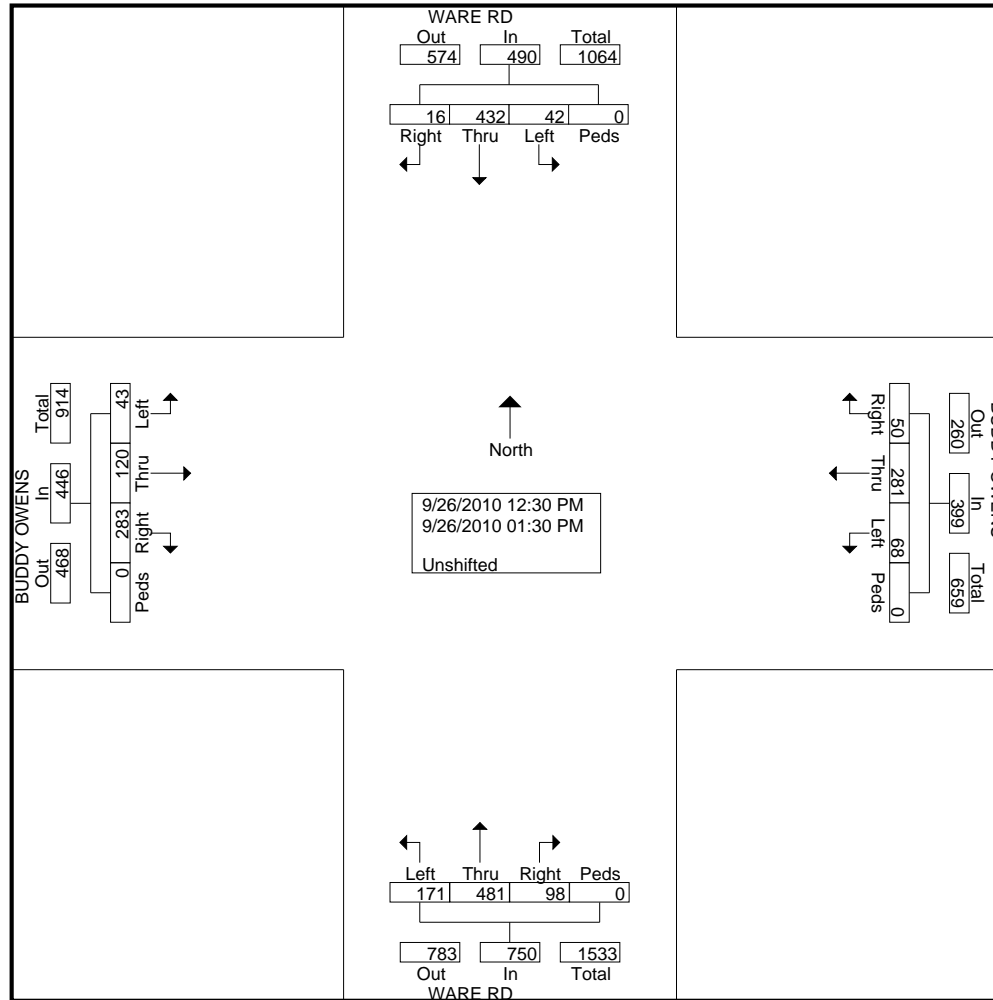 WARE RD
Out In Total
574 490 1064
16 432 42 0
Right Thru Left Peds
BUDDY OWENS
Total In Out
914 446 468
43 120 283 0
Left Thru Right Peds
North
9/26/2010 12:30 PM
9/26/2010 01:30 PM
Unshifted
Right Thru Left Peds
50 281 68 0
Out In Total
260 399 659
Left Thru Right Peds
171 481 98 0
783 750 1533
Out In Total
WARE RD